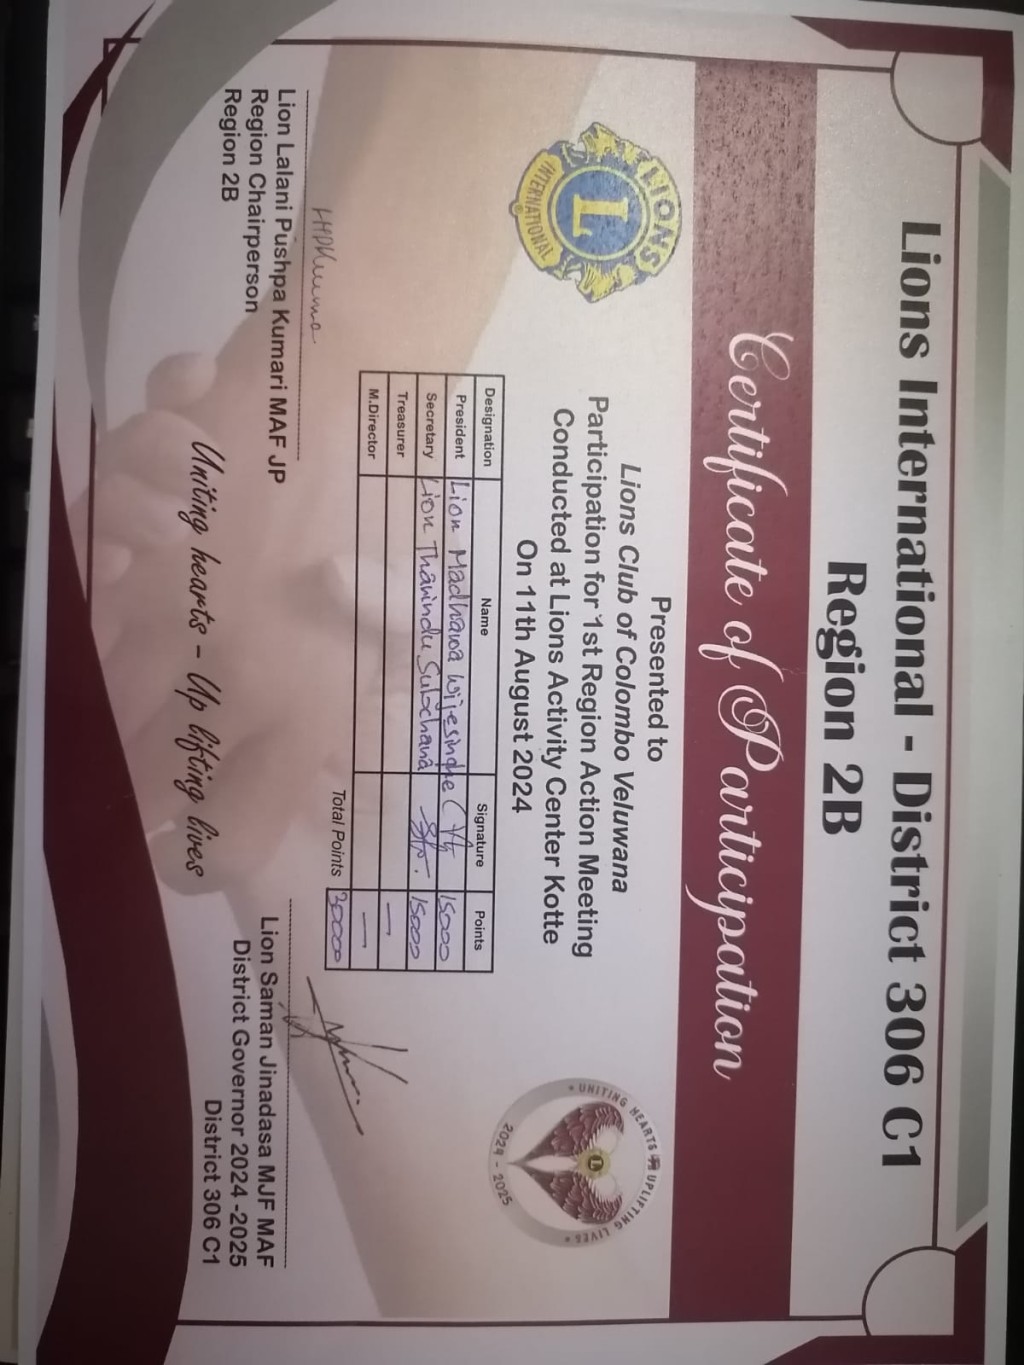 Lions International - District 306 C1
Region 2B
Certificate of Participation
LIONS
L
INTERNATIONAL
Presented to
Lions Club of Colombo Veluwana
Participation for 1st Region Action Meeting
Conducted at Lions Activity Center Kotte
On 11th August 2024
• UNITING HEARTS UPLIFTING LIVES •
L
2024 - 2025
Designation Name Signature Points
President Lion Madhawa Wijesinghe 15000
Secretary Lion Tharindu Subchana 15000
Treasurer —
M.Director —
Total Points 30000
Lion Lalani Pushpa Kumari MAF JP
Region Chairperson
Region 2B
Lion Saman Jinadasa MJF MAF
District Governor 2024 -2025
District 306 C1
Uniting hearts - Up lifting lives